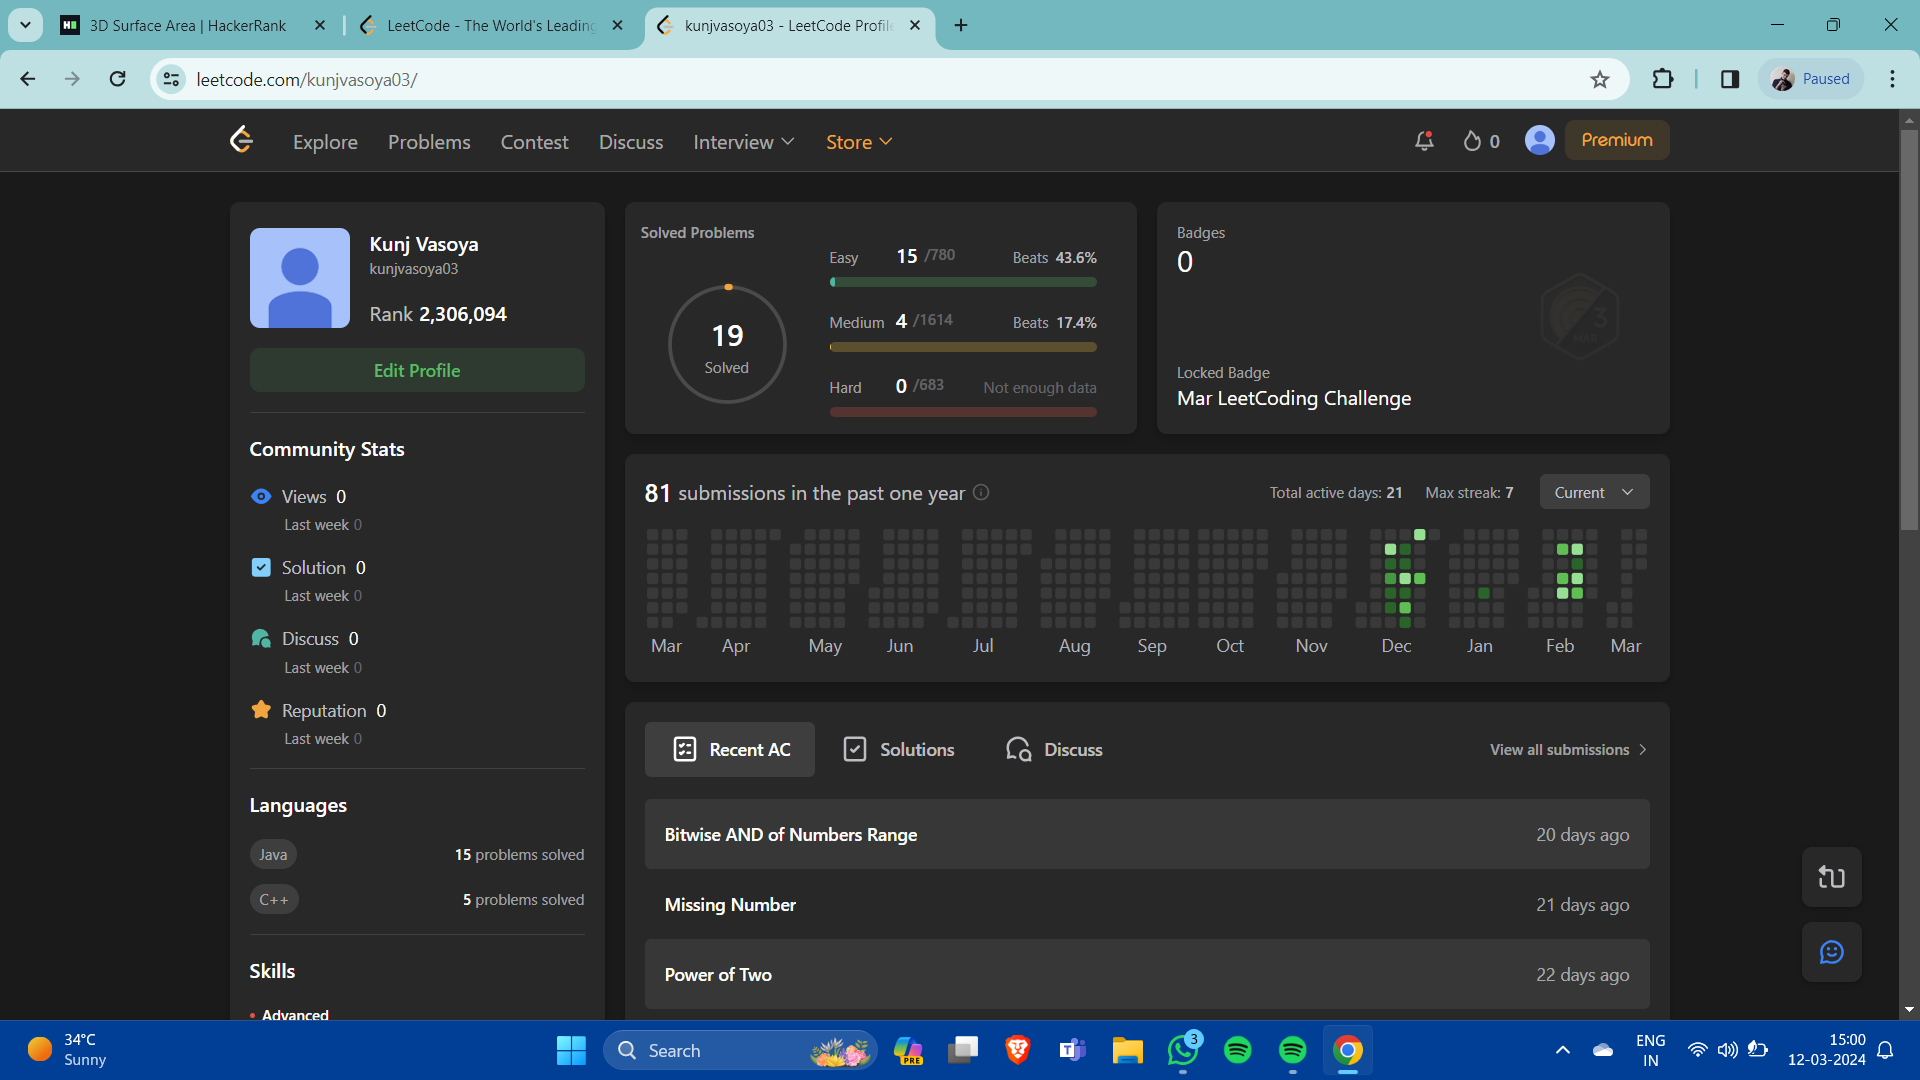 3D Surface Area | HackerRank
LeetCode - The World's Leading
kunjvasoya03 - LeetCode Profile
leetcode.com/kunjvasoya03/
Paused
Explore Problems Contest Discuss Interview Store
0
Premium
Kunj Vasoya
kunjvasoya03
Rank 2,306,094
Edit Profile
Community Stats
Views 0
Last week 0
Solution 0
Last week 0
Discuss 0
Last week 0
Reputation 0
Last week 0
Languages
Java 15 problems solved
C++ 5 problems solved
Skills
Advanced
Solved Problems
19
Solved
Easy 15 /780 Beats 43.6%
Medium 4 /1614 Beats 17.4%
Hard 0 /683 Not enough data
Badges
0
3
MAR
Locked Badge
Mar LeetCoding Challenge
81 submissions in the past one year
Total active days: 21 Max streak: 7 Current
Mar Apr May Jun Jul Aug Sep Oct Nov Dec Jan Feb Mar
Recent AC Solutions Discuss View all submissions
Bitwise AND of Numbers Range 20 days ago
Missing Number 21 days ago
Power of Two 22 days ago
34°C
Sunny
Search
PRE
3
ENG
IN
15:00
12-03-2024